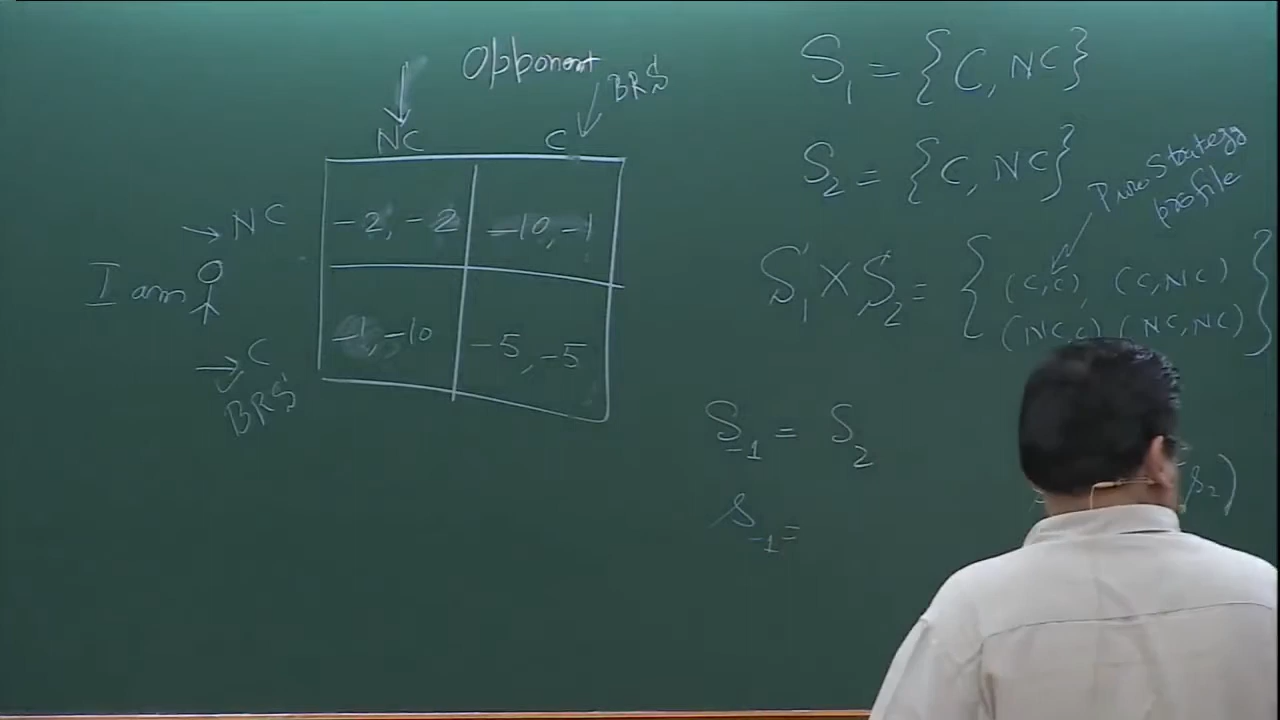 Opponent
BRS
NC C
NC -2, -2 -10, -1
I am
C -1, -10 -5, -5
BRS
S₁ = {C, NC}
S₂ = {C, NC}
Pure Strategy
profile
S₁ X S₂ = { (C,C), (C,NC)
(NC C) (NC,NC) }
S₋₁ = S₂
s₋₁ =
s₂)